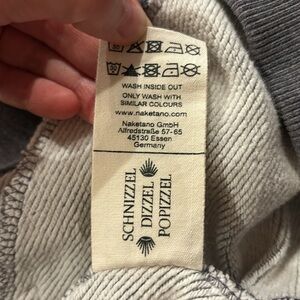 WASH INSIDE OUT
ONLY WASH WITH
SIMILAR COLOURS
www.naketano.com
Naketano GmbH
Alfredstraße 57-65
45130 Essen
Germany
SCHNIZZEL
DIZZEL
POPIZZEL